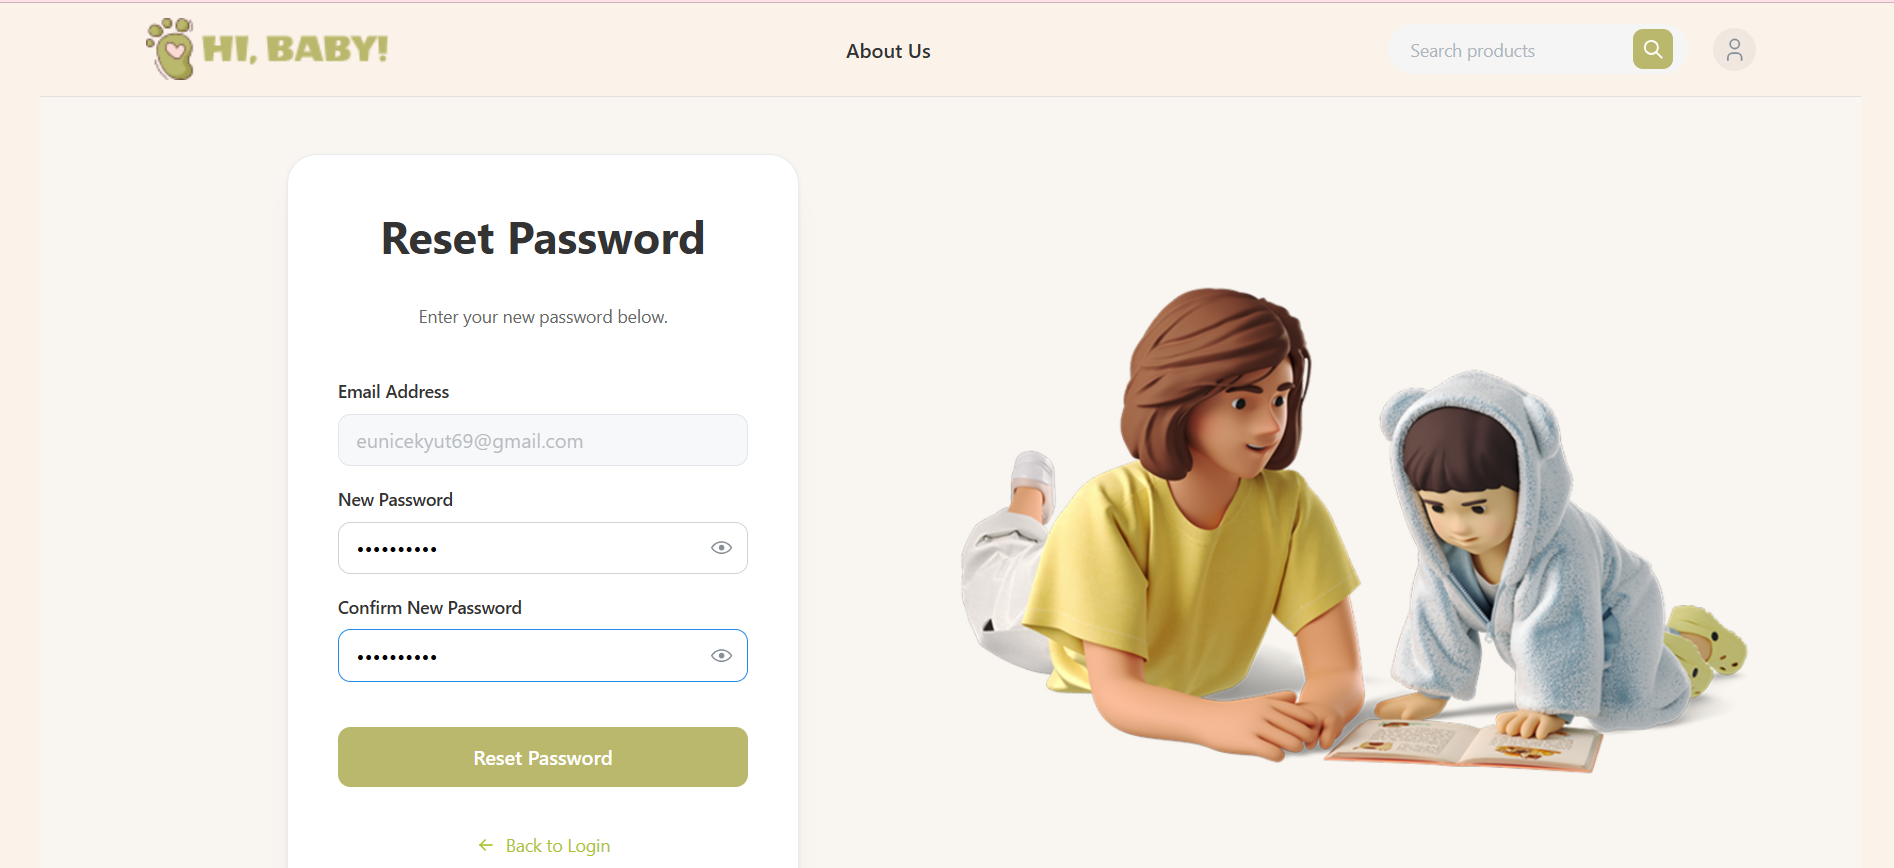 HI, BABY!
About Us
Search products
Reset Password
Enter your new password below.
Email Address
eunicekyut69@gmail.com
New Password
••••••••••
Confirm New Password
••••••••••
Reset Password
← Back to Login